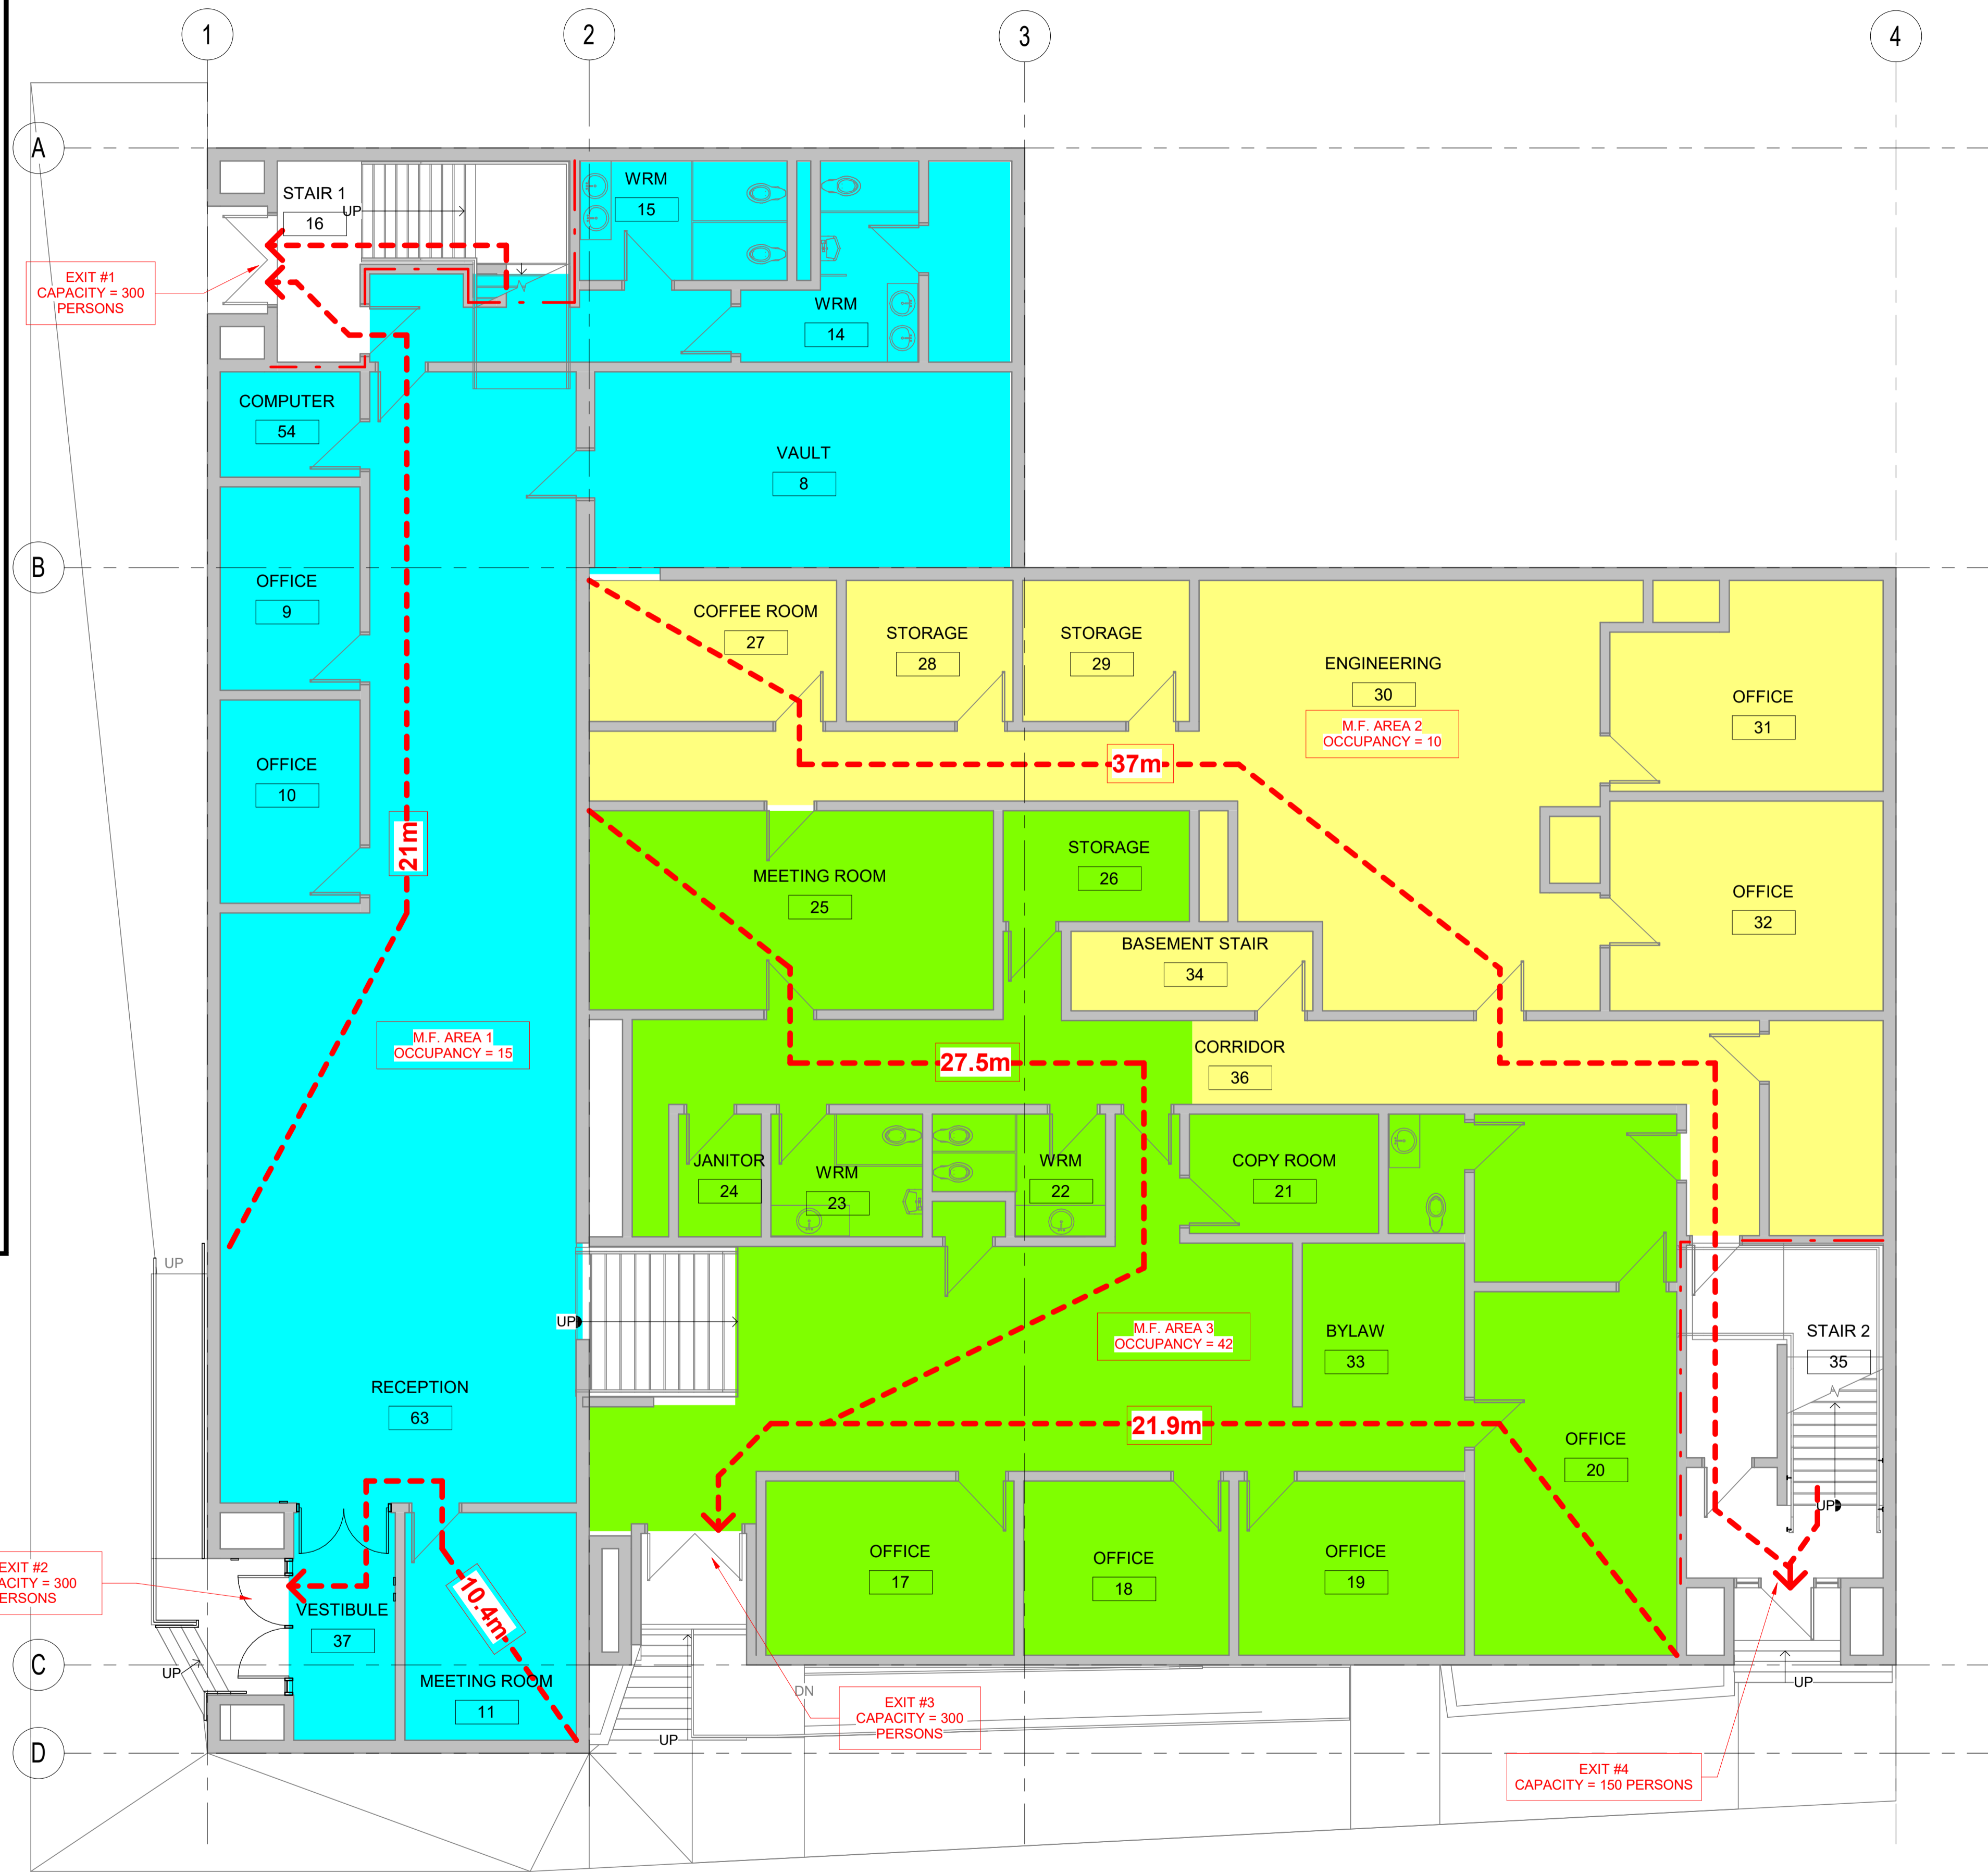 1
2
3
4
A
STAIR 1
16
UP
WRM
15
EXIT #1
CAPACITY = 300
PERSONS
WRM
14
COMPUTER
54
VAULT
8
B
OFFICE
9
COFFEE ROOM
27
STORAGE
28
STORAGE
29
ENGINEERING
30
M.F. AREA 2
OCCUPANCY = 10
OFFICE
31
OFFICE
10
37m
21m
MEETING ROOM
25
STORAGE
26
OFFICE
32
BASEMENT STAIR
34
M.F. AREA 1
OCCUPANCY = 15
27.5m
CORRIDOR
36
JANITOR
24
WRM
23
WRM
22
COPY ROOM
21
UP
UP
M.F. AREA 3
OCCUPANCY = 42
BYLAW
33
STAIR 2
35
RECEPTION
63
21.9m
OFFICE
20
UP
EXIT #2
ACITY = 300
ERSONS
10.4m
VESTIBULE
37
OFFICE
17
OFFICE
18
OFFICE
19
C
UP
MEETING ROOM
11
DN
UP
EXIT #3
CAPACITY = 300
PERSONS
UP
D
EXIT #4
CAPACITY = 150 PERSONS